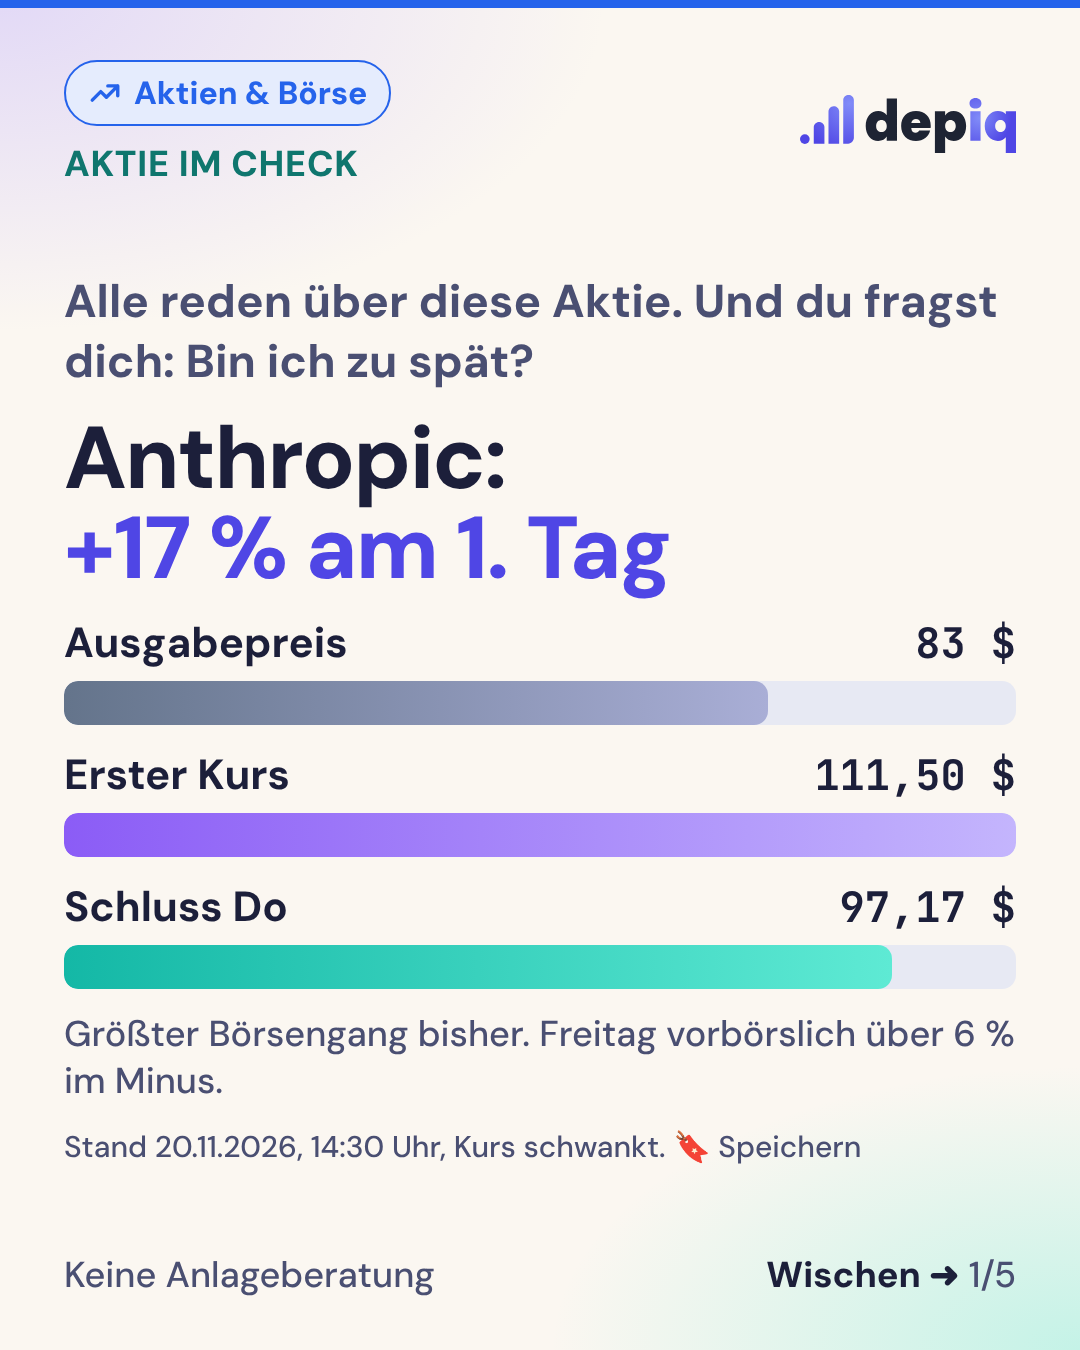 Aktien & Börse
depiq
AKTIE IM CHECK
Alle reden über diese Aktie. Und du fragst
dich: Bin ich zu spät?
Anthropic:
+17 % am 1. Tag
Ausgabepreis 83 $
Erster Kurs 111,50 $
Schluss Do 97,17 $
Größter Börsengang bisher. Freitag vorbörslich über 6 %
im Minus.
Stand 20.11.2026, 14:30 Uhr, Kurs schwankt. 🔖 Speichern
Keine Anlageberatung
Wischen → 1/5